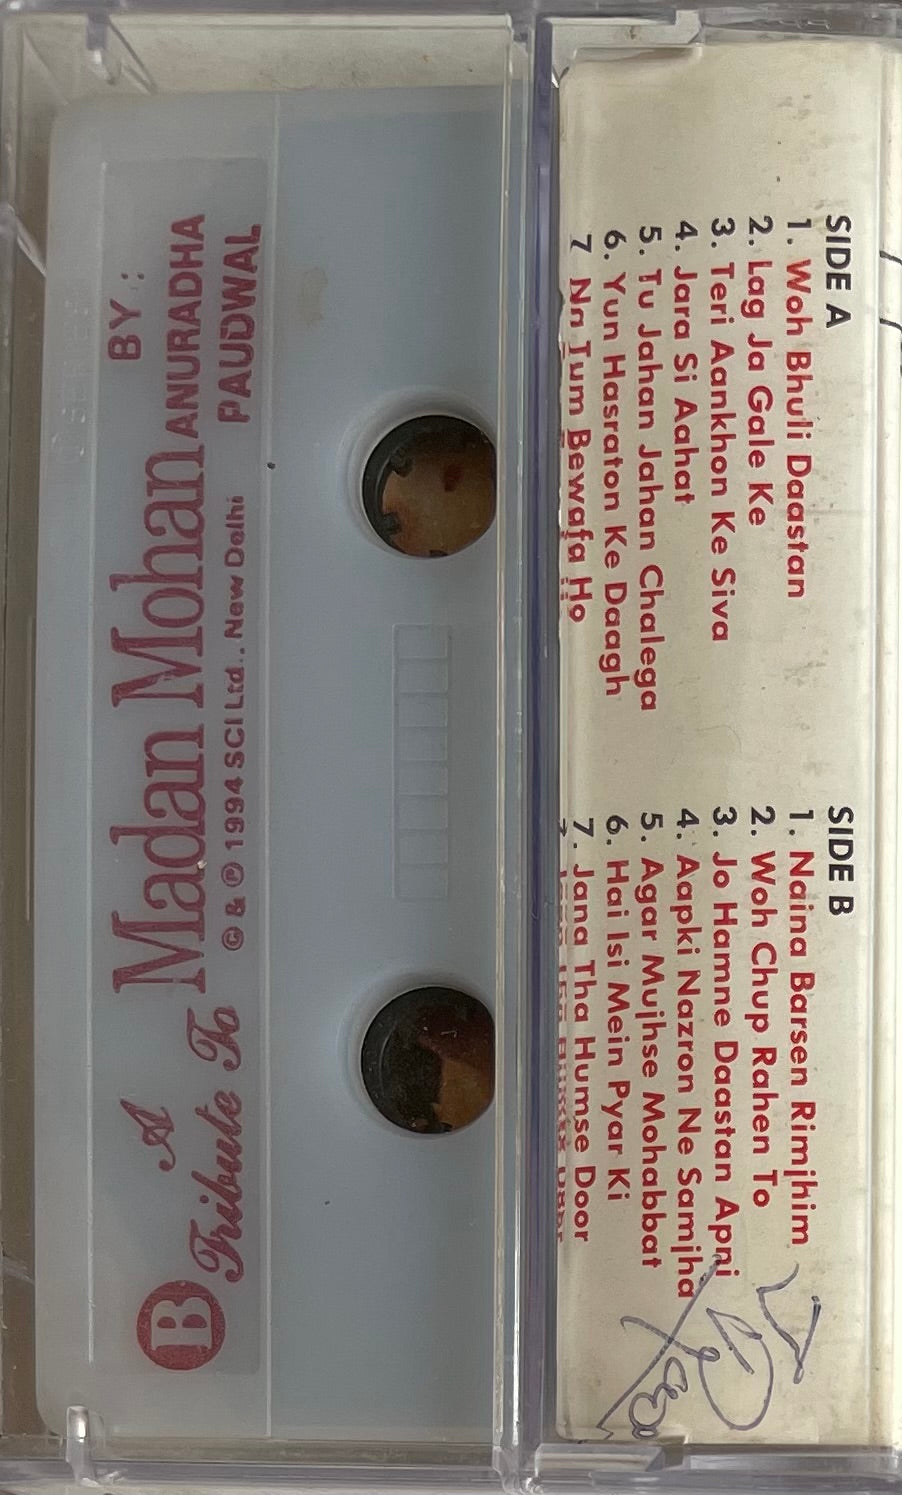 SIDE A
1. Woh Bhuli Daastan
2. Lag Ja Gale Ke
3. Teri Aankhon Ke Siva
4. Jara Si Aahat
5. Tu Jahan Jahan Chalega
6. Yun Hasraton Ke Daagh
7 Na Tum Bewafa Ho
SIDE B
1. Naina Barsen Rimjhim
2. Woh Chup Rahen To
3. Jo Hamne Daastan Apni
4. Aapki Nazron Ne Samjha
5. Agar Mujhse Mohabbat
6. Hai Isi Mein Pyar Ki
7. Jana Tha Humse Door
B
A
Tribute To
Madan Mohan
BY :
ANURADHA
PAUDWAL
© & ℗ 1994 SCI Ltd., New Delhi